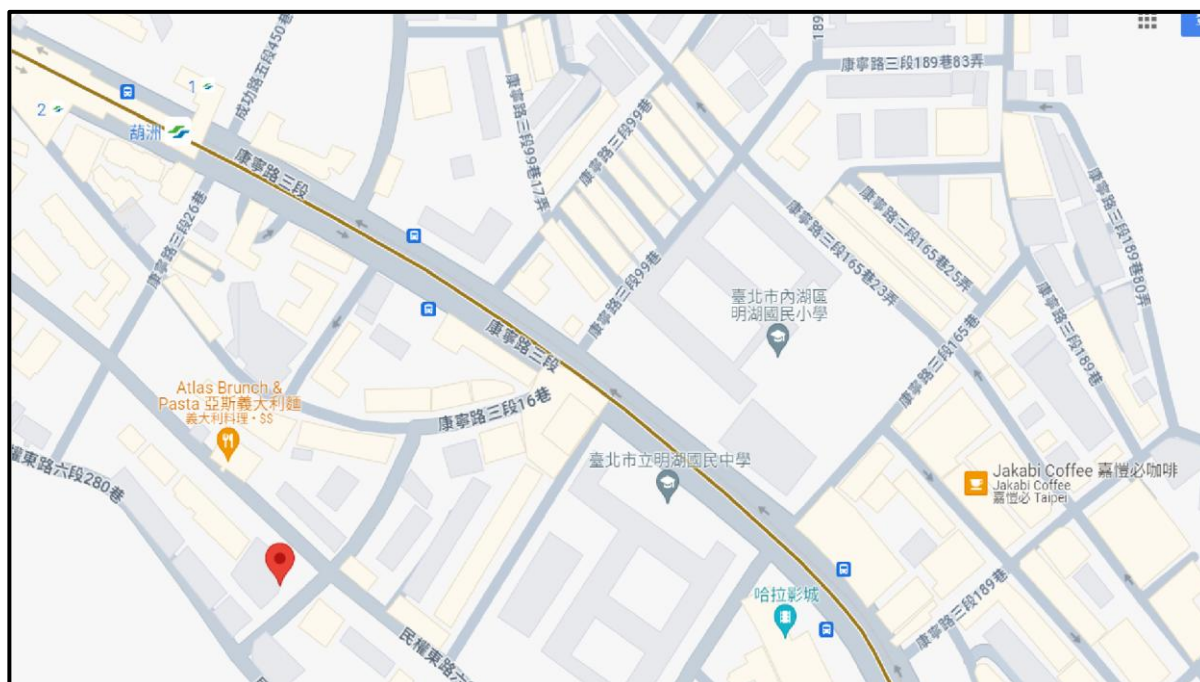 189
成功路五段450巷
1
2
葫洲
康寧路三段
康寧路三段26巷
康寧路三段99巷17弄
康寧路三段99巷
康寧路三段99巷
康寧路三段189巷83弄
康寧路三段165巷25弄
康寧路三段165巷23弄
康寧路三段165巷
康寧路三段189巷
康寧路三段189巷80弄
臺北市內湖區
明湖國民小學
康寧路三段
康寧路三段16巷
Atlas Brunch &
Pasta 亞斯義大利麵
義大利料理・$$
權東路六段280巷
臺北市立明湖國民中學
Jakabi Coffee 嘉愷必咖啡
Jakabi Coffee
嘉愷必 Taipei
哈拉影城
康寧路三段189巷
民權東路六